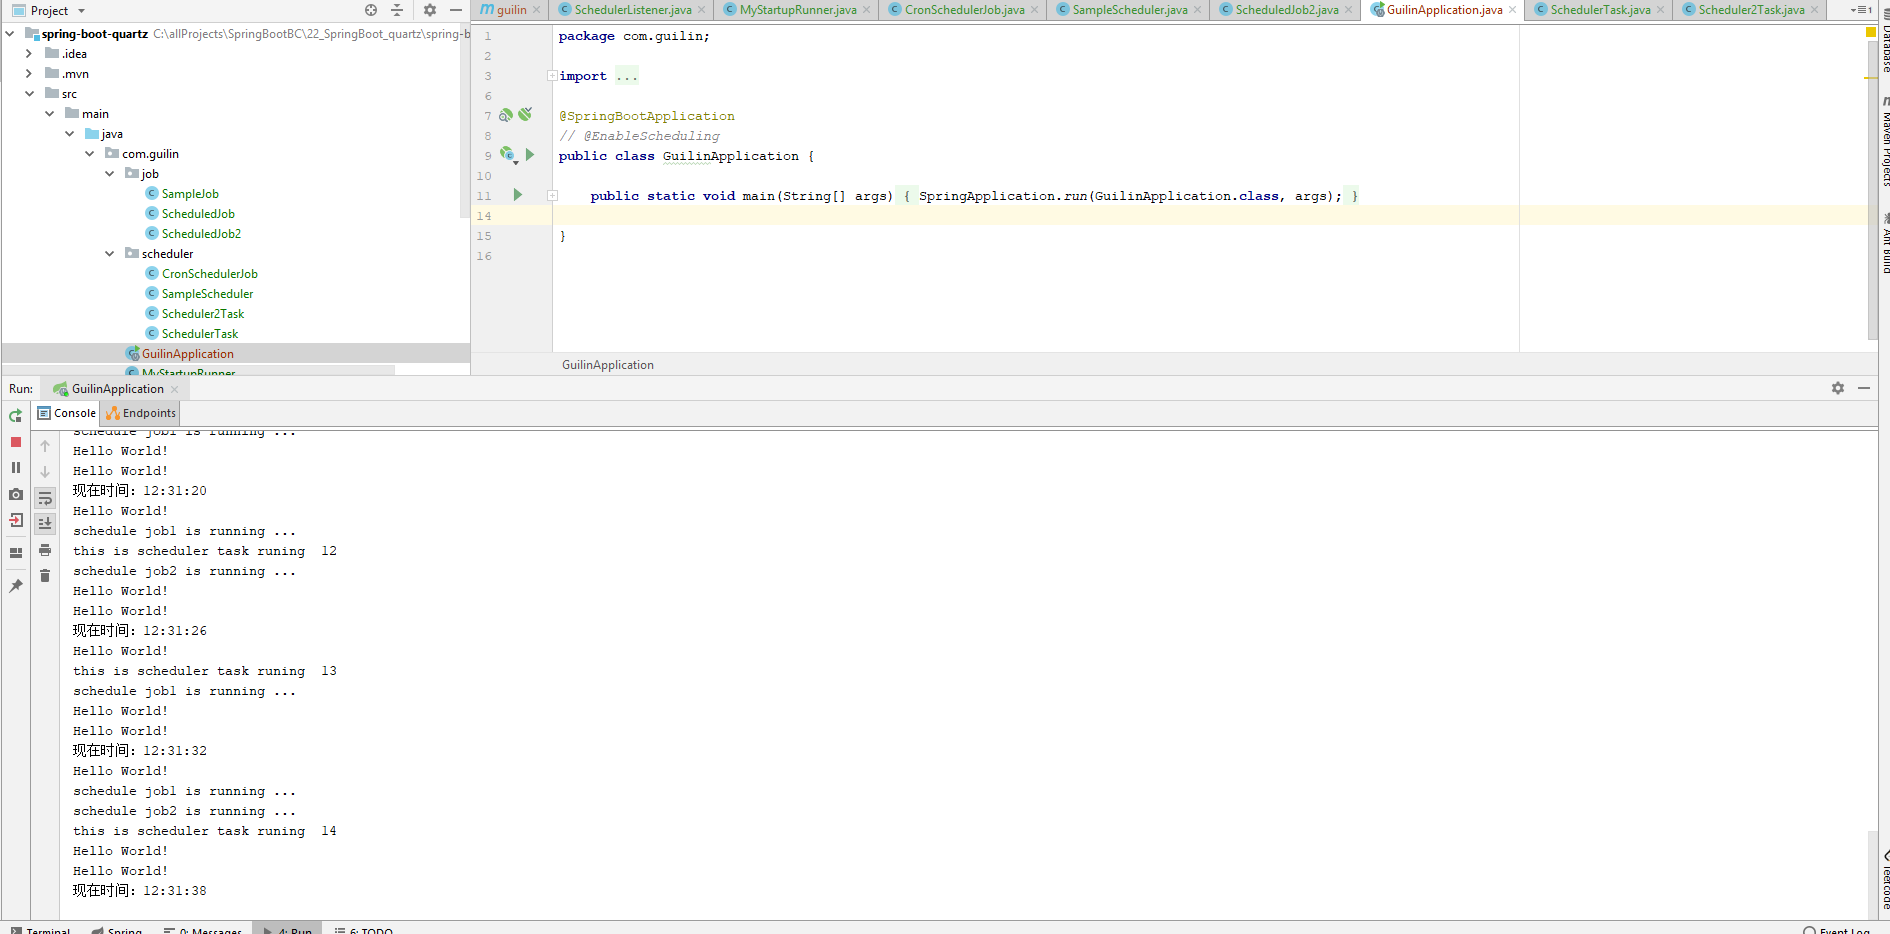 Project
guilin
SchedulerListener.java
MyStartupRunner.java
CronSchedulerJob.java
SampleScheduler.java
ScheduledJob2.java
GuilinApplication.java
SchedulerTask.java
Scheduler2Task.java
spring-boot-quartz C:\allProjects\SpringBootBC\22_SpringBoot_quartz\spring-b
.idea
.mvn
src
main
java
com.guilin
job
SampleJob
ScheduledJob
ScheduledJob2
scheduler
CronSchedulerJob
SampleScheduler
Scheduler2Task
SchedulerTask
GuilinApplication
MyStartupRunner
1 package com.guilin;
2
3 import ...
6
7 @SpringBootApplication
8 // @EnableScheduling
9 public class GuilinApplication {
10
11 public static void main(String[] args) { SpringApplication.run(GuilinApplication.class, args); }
14
15 }
16
GuilinApplication
Database
Maven Projects
Ant Build
Run: GuilinApplication
Console Endpoints
schedule job1 is running ...
Hello World!
Hello World!
现在时间：12:31:20
Hello World!
schedule job1 is running ...
this is scheduler task runing  12
schedule job2 is running ...
Hello World!
Hello World!
现在时间：12:31:26
Hello World!
this is scheduler task runing  13
schedule job1 is running ...
Hello World!
Hello World!
现在时间：12:31:32
Hello World!
schedule job1 is running ...
schedule job2 is running ...
this is scheduler task runing  14
Hello World!
Hello World!
现在时间：12:31:38
leetcode
Terminal Spring 0: Messages 4: Run 6: TODO Event Log